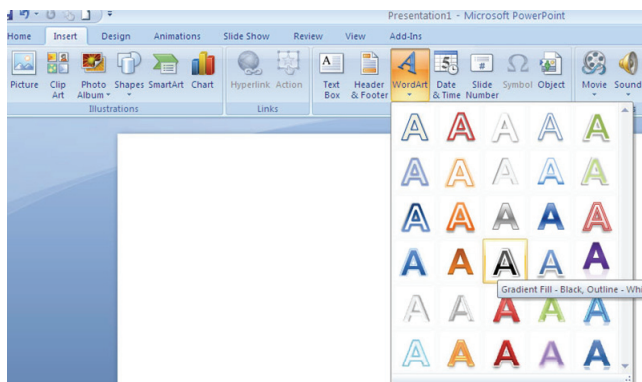 Presentation1 - Microsoft PowerPoint
Home Insert Design Animations Slide Show Review View Add-Ins
Picture Clip Art Photo Album Shapes SmartArt Chart Hyperlink Action Text Box Header & Footer WordArt Date & Time Slide Number Symbol Object Movie Sound
Illustrations Links
A A A A A
A A A A A
A A A A A
A A A A A
Gradient Fill - Black, Outline - Whi
A A A A A
A A A A A